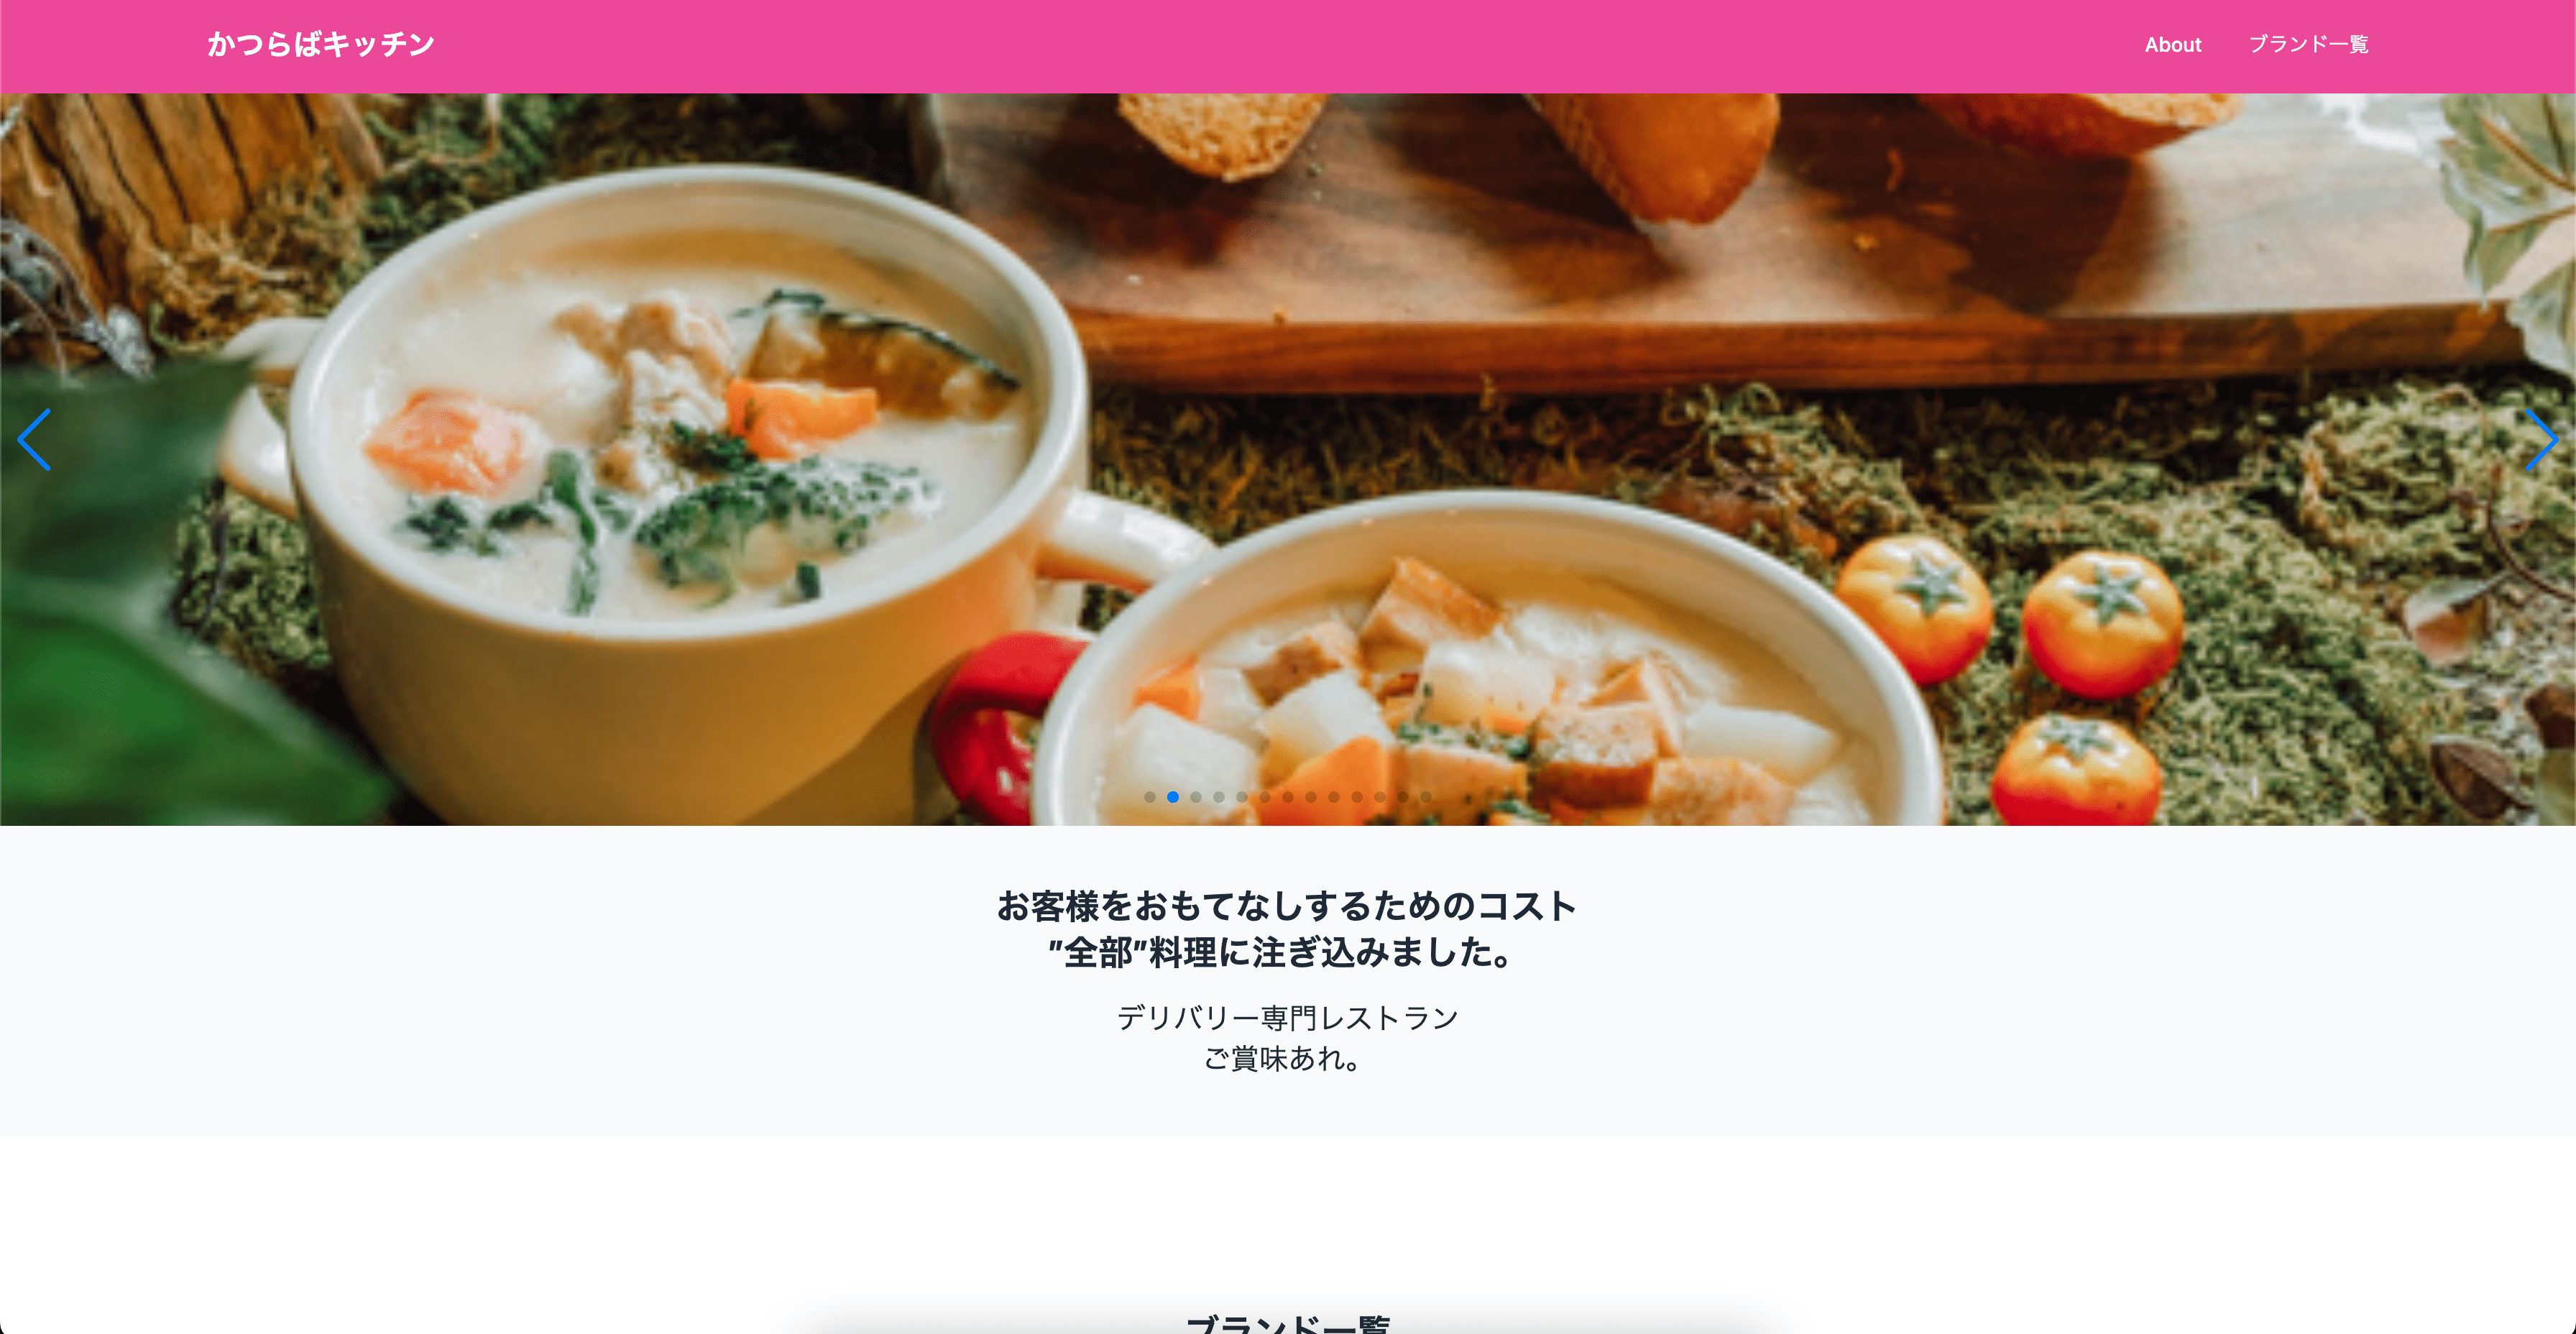 かつらばキッチン
About
ブランド一覧
お客様をおもてなしするためのコスト
"全部"料理に注ぎ込みました。
デリバリー専門レストラン
ご賞味あれ。
ブランド一覧